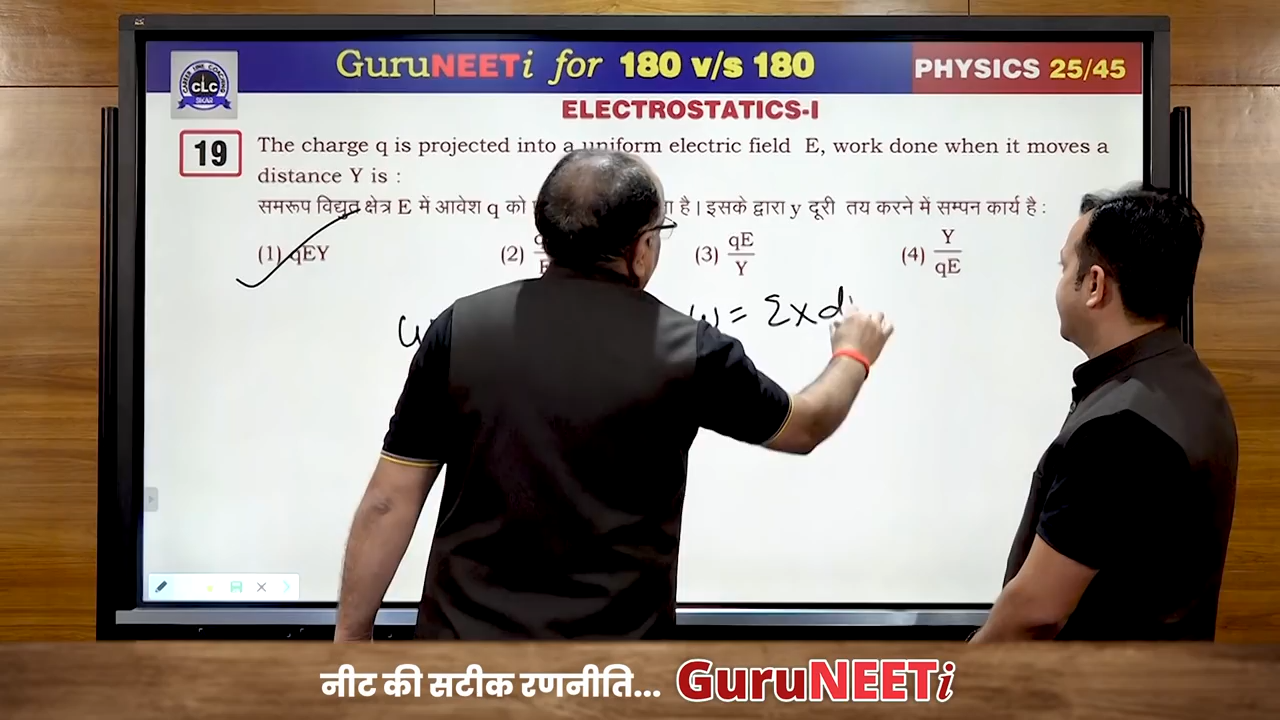 GuruNEETi for 180 v/s 180
PHYSICS 25/45
CLC
SIKAR
ELECTROSTATICS-I
19
The charge q is projected into a uniform electric field E, work done when it moves a
distance Y is :
समरूप विद्युत क्षेत्र E में आवेश q को है। इसके द्वारा y दूरी तय करने में सम्पन कार्य है :
(1) qEY
(2)
(3) qE/Y
(4) Y/qE
w = Σ x d
नीट की सटीक रणनीति... GuruNEETi